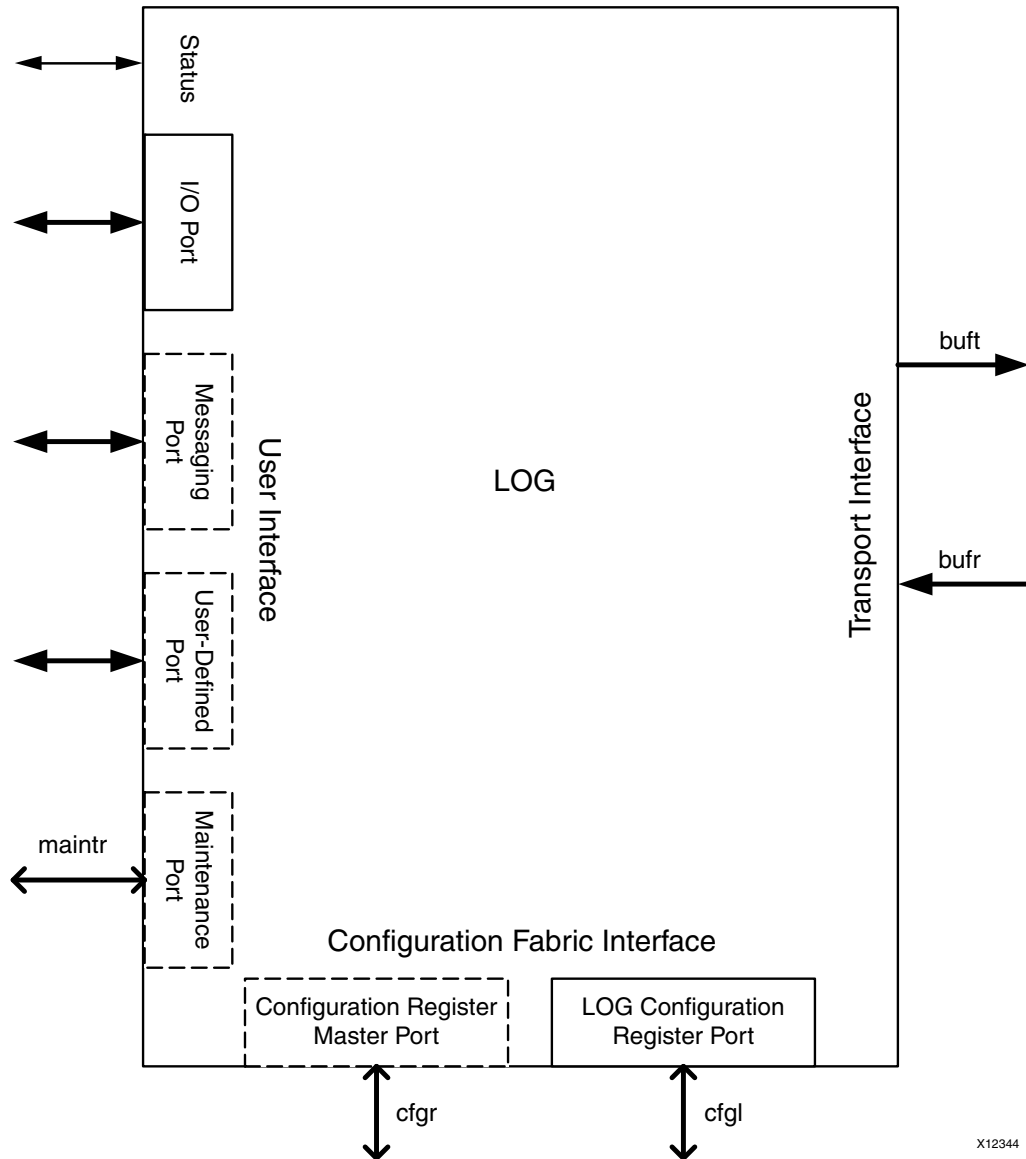 Status
I/O Port
Messaging
Port
User-Defined
Port
Maintenance
Port
maintr
User Interface
LOG
buft
bufr
Transport Interface
Configuration Fabric Interface
Configuration Register
Master Port
LOG Configuration
Register Port
cfgr
cfgl
X12344